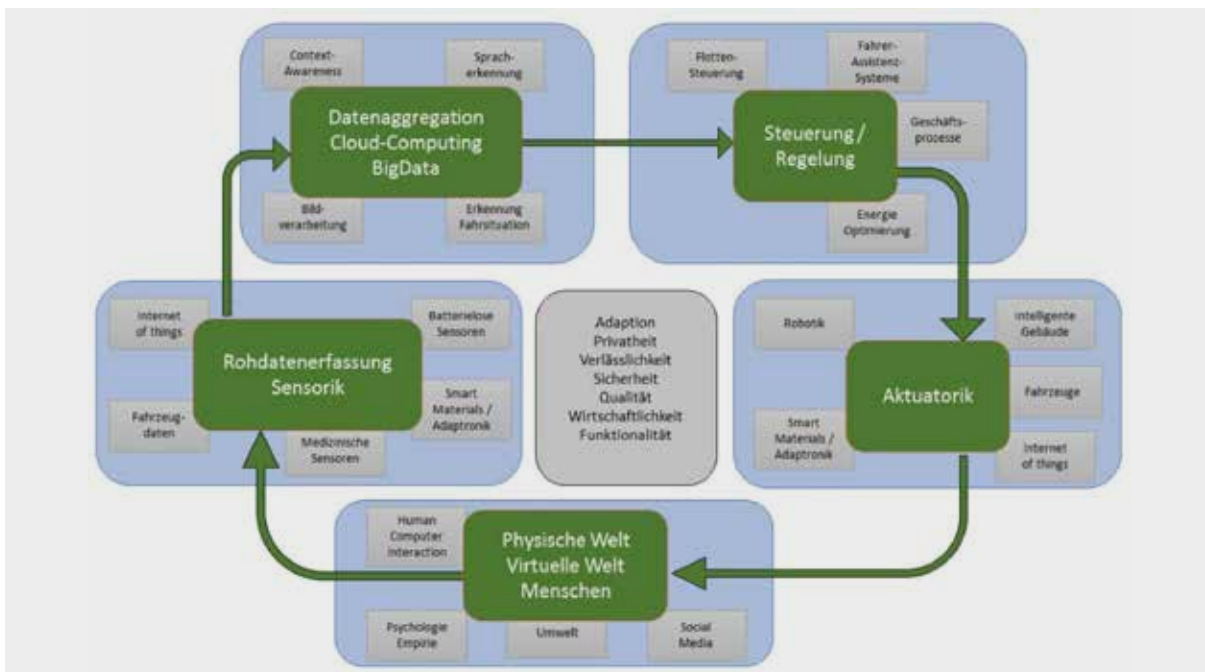 Context-
Awareness
Sprach-
erkennung
Datenaggregation
Cloud-Computing
BigData
Bild-
verarbeitung
Erkennung
Fahrsituation
Flotten-
Steuerung
Fahrer-
Assistenz-
Systeme
Steuerung /
Regelung
Geschäfts-
prozesse
Energie
Optimierung
Internet
of things
Batterielose
Sensoren
Rohdatenerfassung
Sensorik
Fahrzeug-
daten
Medizinische
Sensoren
Smart
Materials /
Adaptronik
Adaption
Privatheit
Verlässlichkeit
Sicherheit
Qualität
Wirtschaftlichkeit
Funktionalität
Robotik
Intelligente
Gebäude
Aktuatorik
Fahrzeuge
Smart
Materials /
Adaptronik
Internet
of things
Human
Computer
Interaction
Physische Welt
Virtuelle Welt
Menschen
Psychologie
Empirie
Umwelt
Social
Media